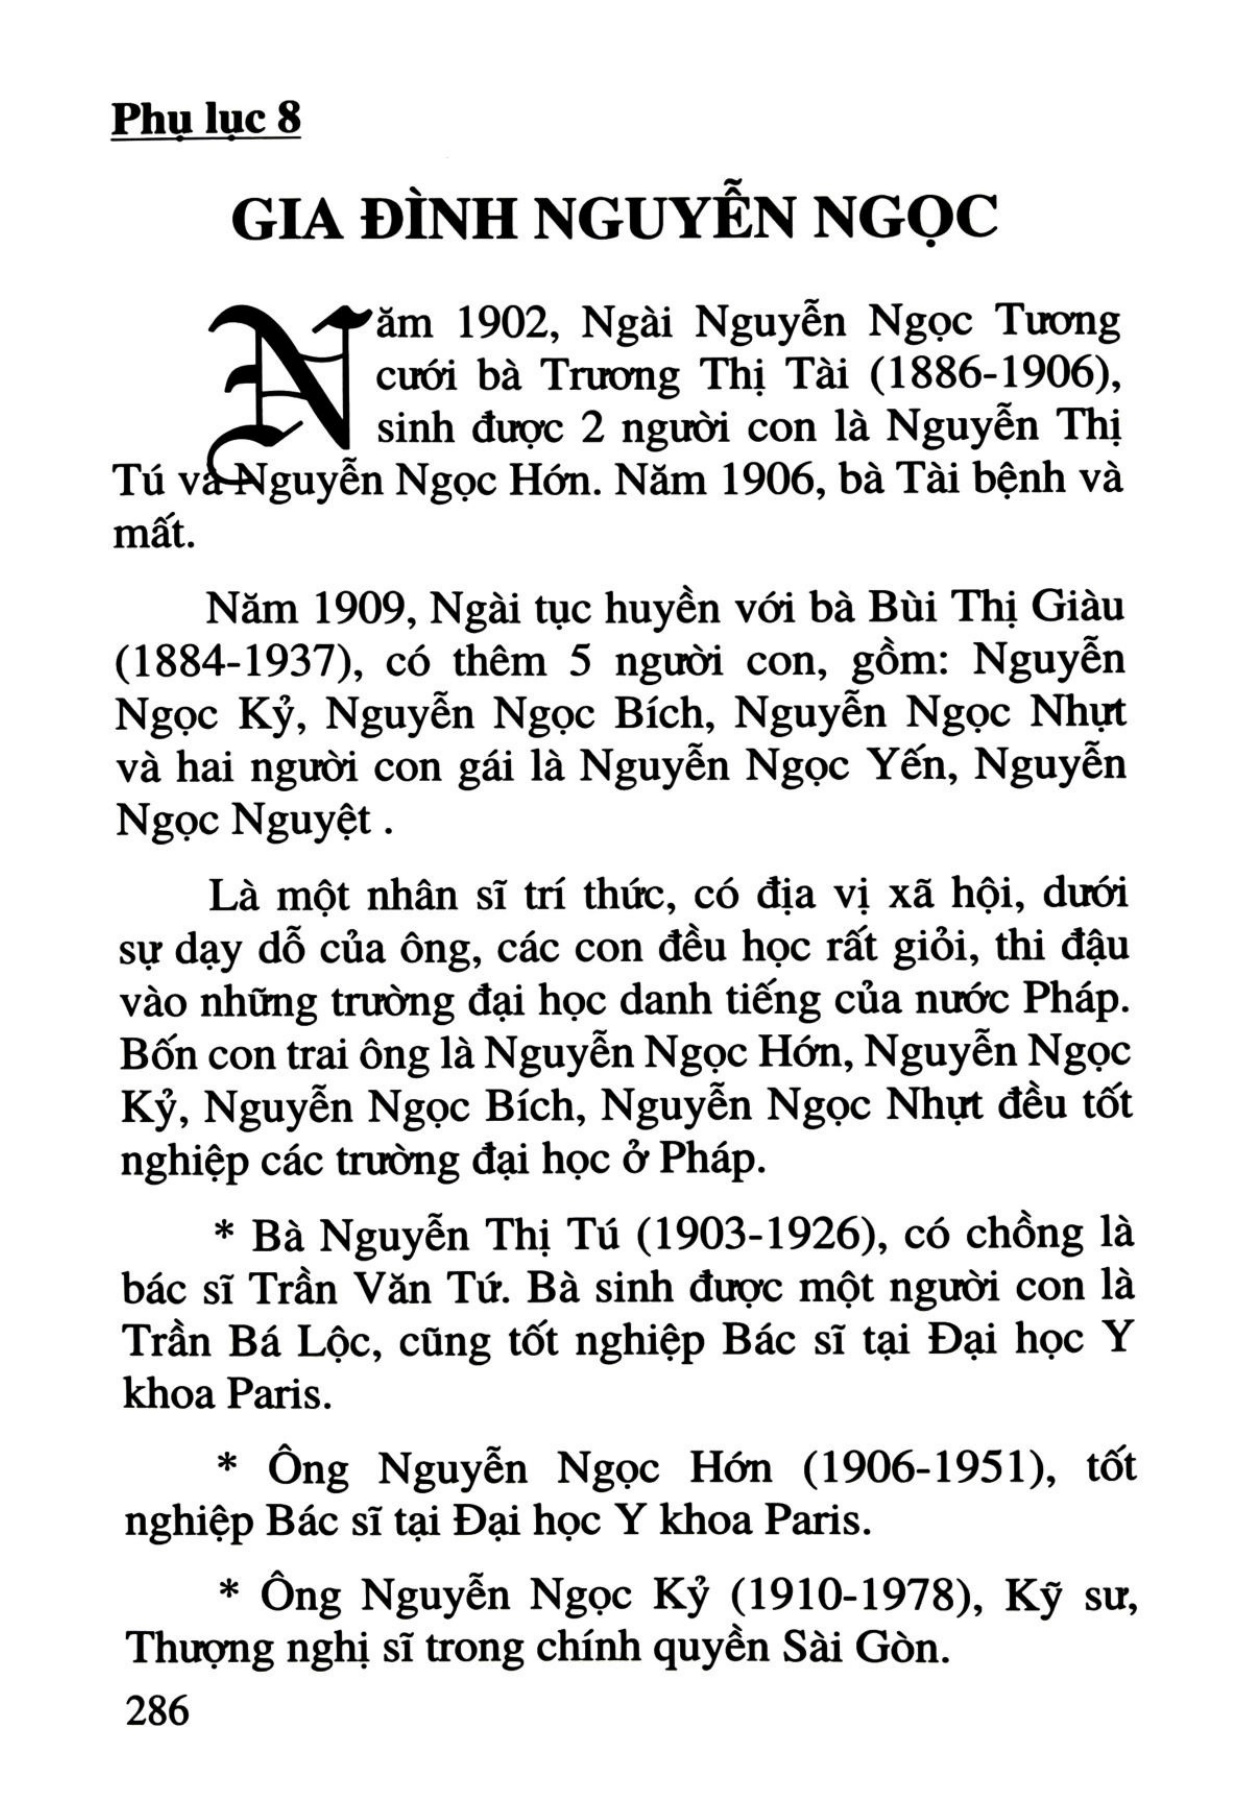 Phụ lục 8
GIA ĐÌNH NGUYỄN NGỌC
Năm 1902, Ngài Nguyễn Ngọc Tương
cưới bà Trương Thị Tài (1886-1906),
sinh được 2 người con là Nguyễn Thị
Tú và Nguyễn Ngọc Hớn. Năm 1906, bà Tài bệnh và
mất.
Năm 1909, Ngài tục huyền với bà Bùi Thị Giàu
(1884-1937), có thêm 5 người con, gồm: Nguyễn
Ngọc Kỷ, Nguyễn Ngọc Bích, Nguyễn Ngọc Nhựt
và hai người con gái là Nguyễn Ngọc Yến, Nguyễn
Ngọc Nguyệt .
Là một nhân sĩ trí thức, có địa vị xã hội, dưới
sự dạy dỗ của ông, các con đều học rất giỏi, thi đậu
vào những trường đại học danh tiếng của nước Pháp.
Bốn con trai ông là Nguyễn Ngọc Hớn, Nguyễn Ngọc
Kỷ, Nguyễn Ngọc Bích, Nguyễn Ngọc Nhựt đều tốt
nghiệp các trường đại học ở Pháp.
* Bà Nguyễn Thị Tú (1903-1926), có chồng là
bác sĩ Trần Văn Tứ. Bà sinh được một người con là
Trần Bá Lộc, cũng tốt nghiệp Bác sĩ tại Đại học Y
khoa Paris.
* Ông Nguyễn Ngọc Hớn (1906-1951), tốt
nghiệp Bác sĩ tại Đại học Y khoa Paris.
* Ông Nguyễn Ngọc Kỷ (1910-1978), Kỹ sư,
Thượng nghị sĩ trong chính quyền Sài Gòn.
286